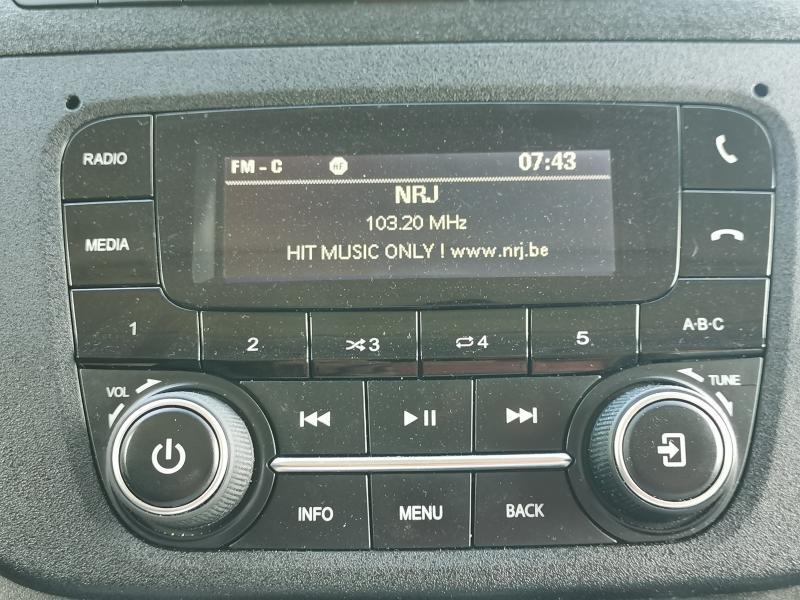 RADIO
FM - C HF 07:43
NRJ
103.20 MHz
HIT MUSIC ONLY ! www.nrj.be
MEDIA
1 2 3 4 5 A·B·C
VOL TUNE
INFO MENU BACK